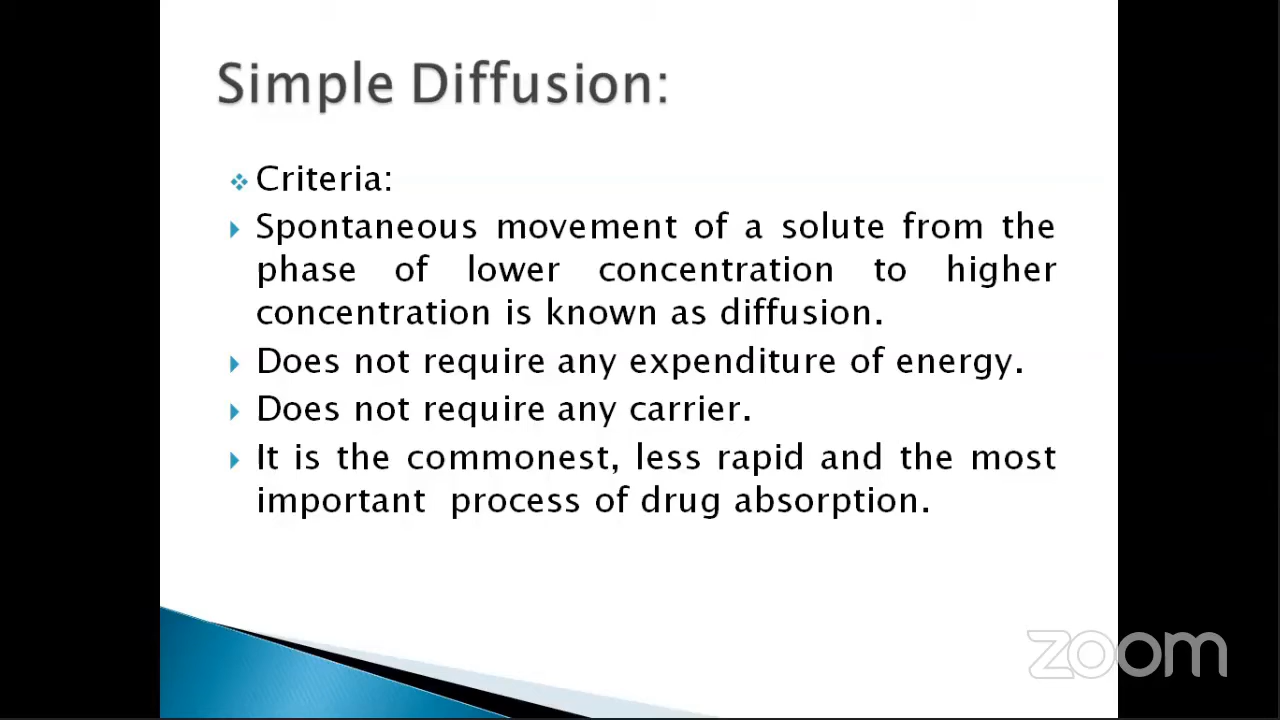 Simple Diffusion:
Criteria:
Spontaneous movement of a solute from the
phase of lower concentration to higher
concentration is known as diffusion.
Does not require any expenditure of energy.
Does not require any carrier.
It is the commonest, less rapid and the most
important process of drug absorption.
zoom